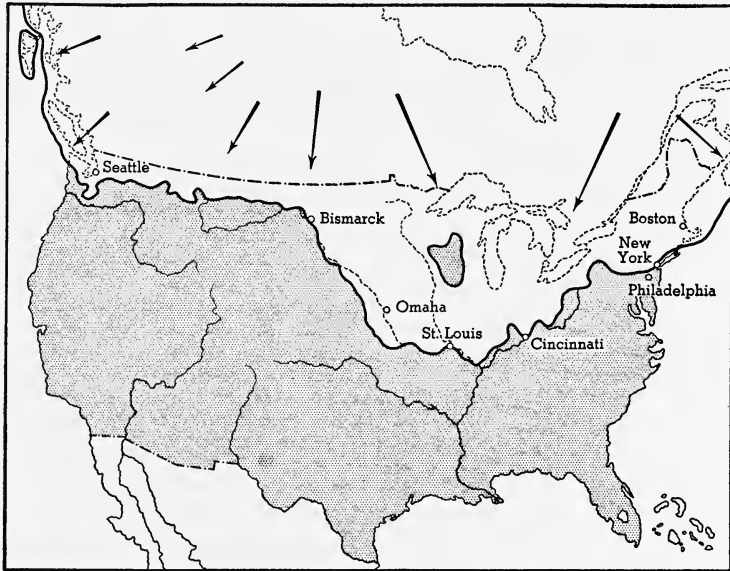 Seattle
Bismarck
Boston
New
York
Philadelphia
Omaha
St. Louis
Cincinnati